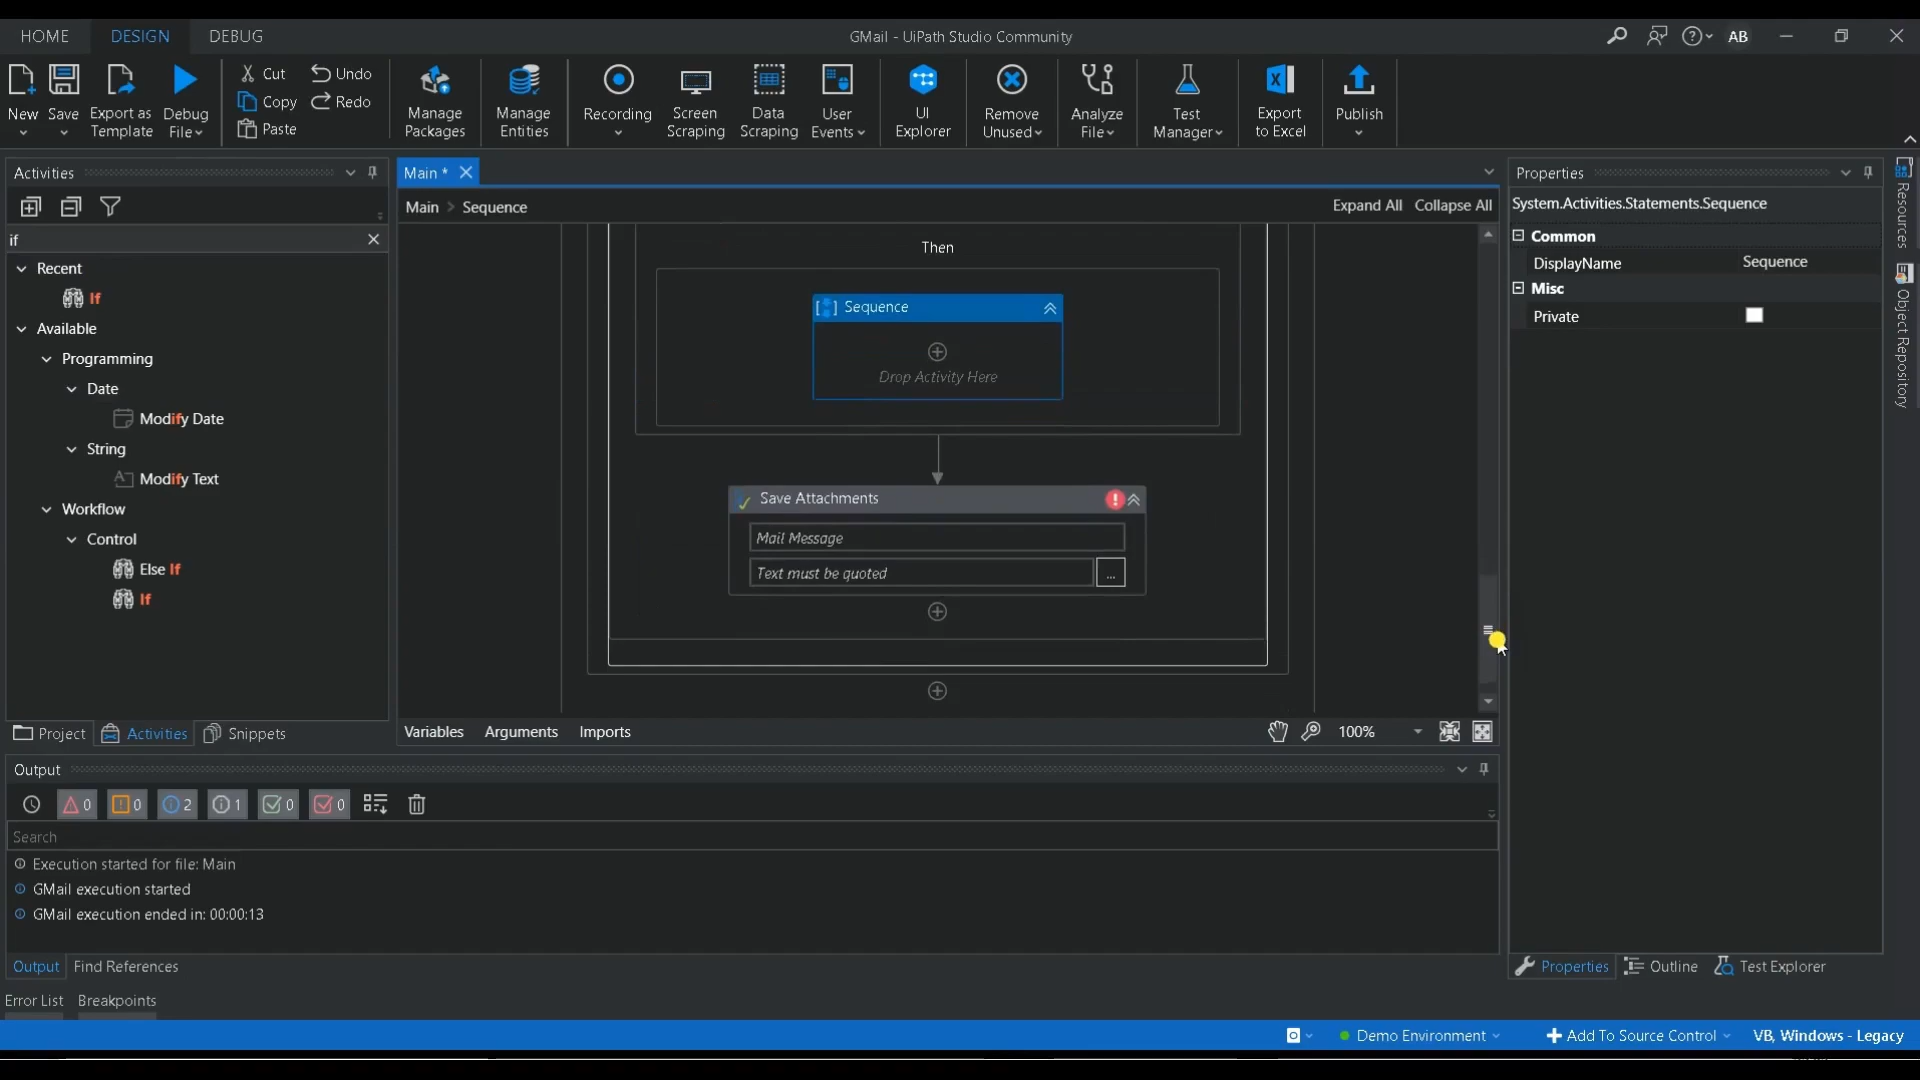 HOME DESIGN DEBUG GMail - UiPath Studio Community AB
New Save Export as Template Debug File Cut Copy Paste Undo Redo Manage Packages Manage Entities Recording Screen Scraping Data Scraping User Events UI Explorer Remove Unused Analyze File Test Manager Export to Excel Publish
Activities
if
Recent
If
Available
Programming
Date
Modify Date
String
Modify Text
Workflow
Control
Else If
If
Project Activities Snippets
Main *
Main > Sequence Expand All Collapse All
Then
Sequence
Drop Activity Here
Save Attachments
Mail Message
Text must be quoted
...
Variables Arguments Imports 100%
Properties
System.Activities.Statements.Sequence
Common
DisplayName Sequence
Misc
Private
Resources
Object Repository
Output
0 0 2 1 0 0
Search
Execution started for file: Main
GMail execution started
GMail execution ended in: 00:00:13
Output Find References
Properties Outline Test Explorer
Error List Breakpoints
Demo Environment Add To Source Control VB, Windows - Legacy